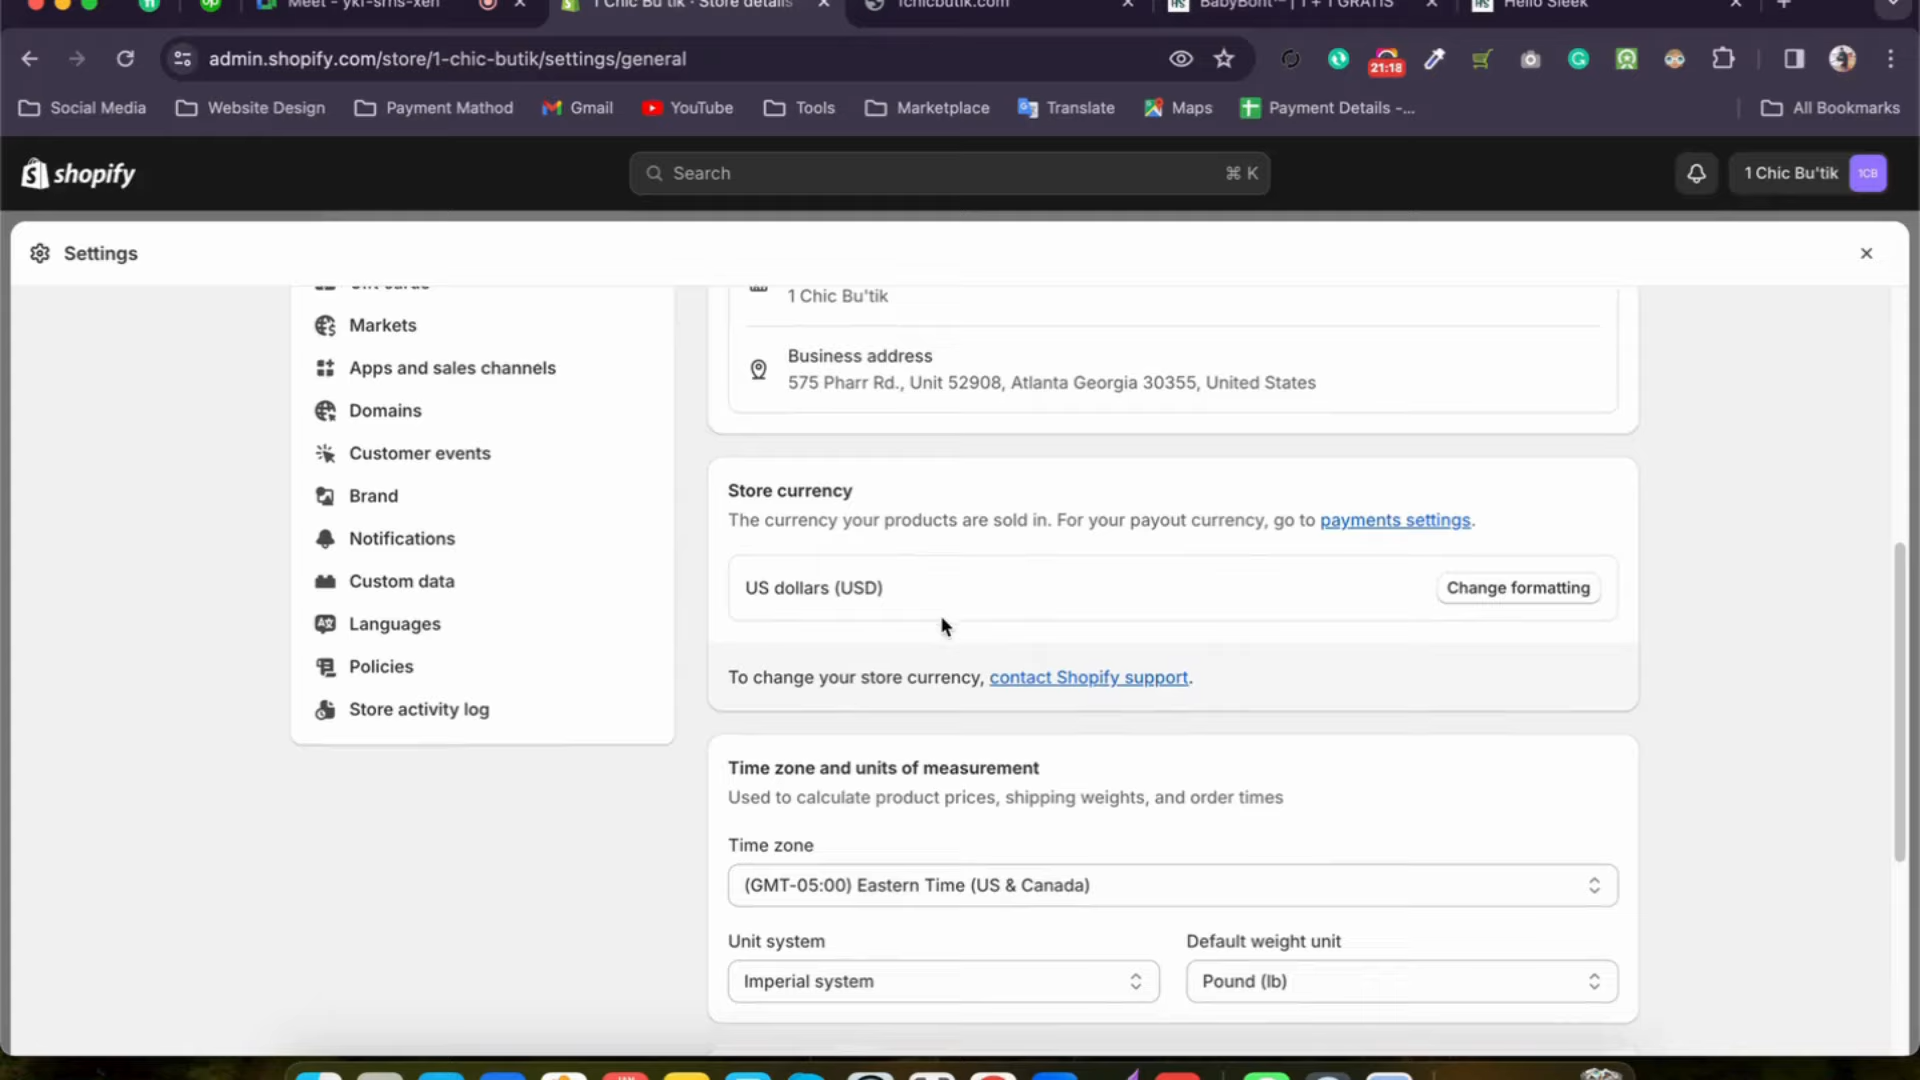 Meet - ykf-srns-xen
1 Chic Bu'tik · Store details
1chicbutik.com
BabyBont™ | 1 + 1 GRATIS
Hello Sleek
admin.shopify.com/store/1-chic-butik/settings/general
21:18
Social Media
Website Design
Payment Mathod
Gmail
YouTube
Tools
Marketplace
Translate
Maps
Payment Details -...
All Bookmarks
shopify
Search
⌘ K
1 Chic Bu'tik
1CB
Settings
Gift cards
Markets
Apps and sales channels
Domains
Customer events
Brand
Notifications
Custom data
Languages
Policies
Store activity log
1 Chic Bu'tik
Business address
575 Pharr Rd., Unit 52908, Atlanta Georgia 30355, United States
Store currency
The currency your products are sold in. For your payout currency, go to payments settings.
US dollars (USD)
Change formatting
To change your store currency, contact Shopify support.
Time zone and units of measurement
Used to calculate product prices, shipping weights, and order times
Time zone
(GMT-05:00) Eastern Time (US & Canada)
Unit system
Default weight unit
Imperial system
Pound (lb)